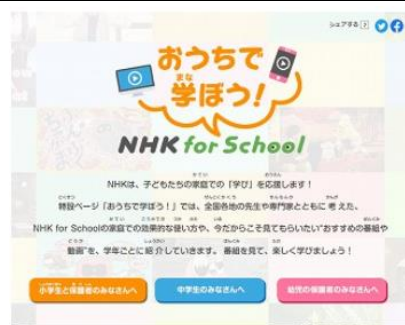 シェアする
おうちで
学ぼう!
まな
NHK for School
NHKは、子どもたちの家庭での「学び」を応援します!
特設ページ「おうちで学ぼう!」では、全国各地の先生や専門家とともに考えた、
NHK for Schoolの家庭での効果的な使い方や、今だからこそ見てもらいたい“おすすめの番組や
動画”を、学年ごとに紹介していきます。 番組を見て、楽しく学びましょう!
小学生と保護者のみなさんへ
中学生のみなさんへ
幼児の保護者のみなさんへ